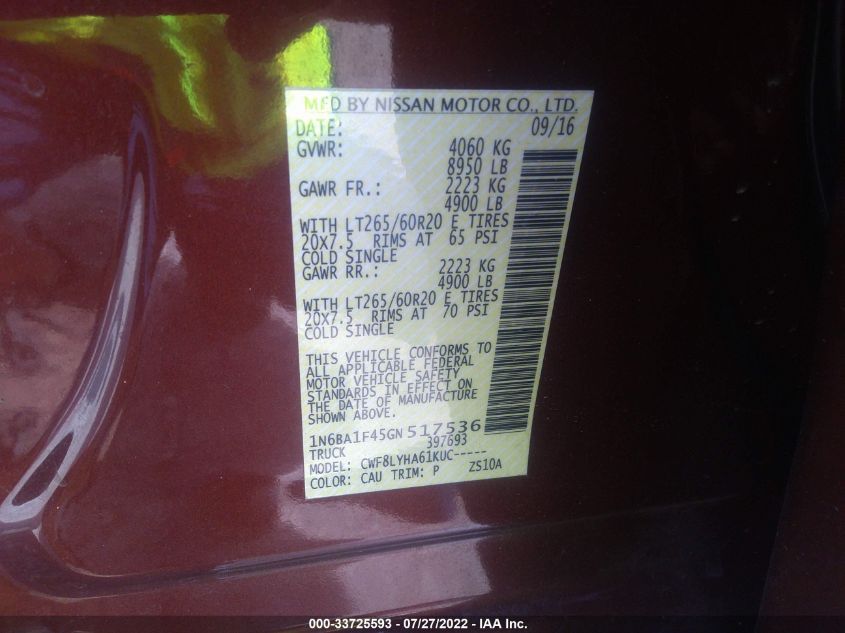 MFD BY NISSAN MOTOR CO., LTD.
DATE: 09/16
GVWR: 4060 KG
8950 LB
GAWR FR.: 2223 KG
4900 LB
WITH LT265/60R20 E TIRES
20X7.5 RIMS AT 65 PSI
COLD SINGLE
GAWR RR.: 2223 KG
4900 LB
WITH LT265/60R20 E TIRES
20X7.5 RIMS AT 70 PSI
COLD SINGLE
THIS VEHICLE CONFORMS TO
ALL APPLICABLE FEDERAL
MOTOR VEHICLE SAFETY
STANDARDS IN EFFECT ON
THE DATE OF MANUFACTURE
SHOWN ABOVE.
1N6BA1F45GN517536
TRUCK 397693
MODEL: CWF8LYHA61KUC-----
COLOR: CAU TRIM: P ZS10A
000-33725593 / 07/27/2022 - IAA Inc.